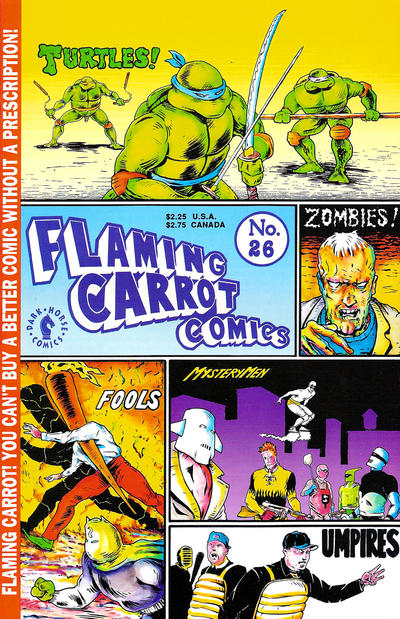 FLAMING CARROT! YOU CAN'T BUY A BETTER COMIC WITHOUT A PRESCRIPTION!
TURTLES!
$2.25 U.S.A.
$2.75 CANADA
No.
26
FLAMING
CARROT
COMICS
DARK HORSE
COMICS
ZOMBIES!
FOOLS
MYSTERYMEN
UMPIRES